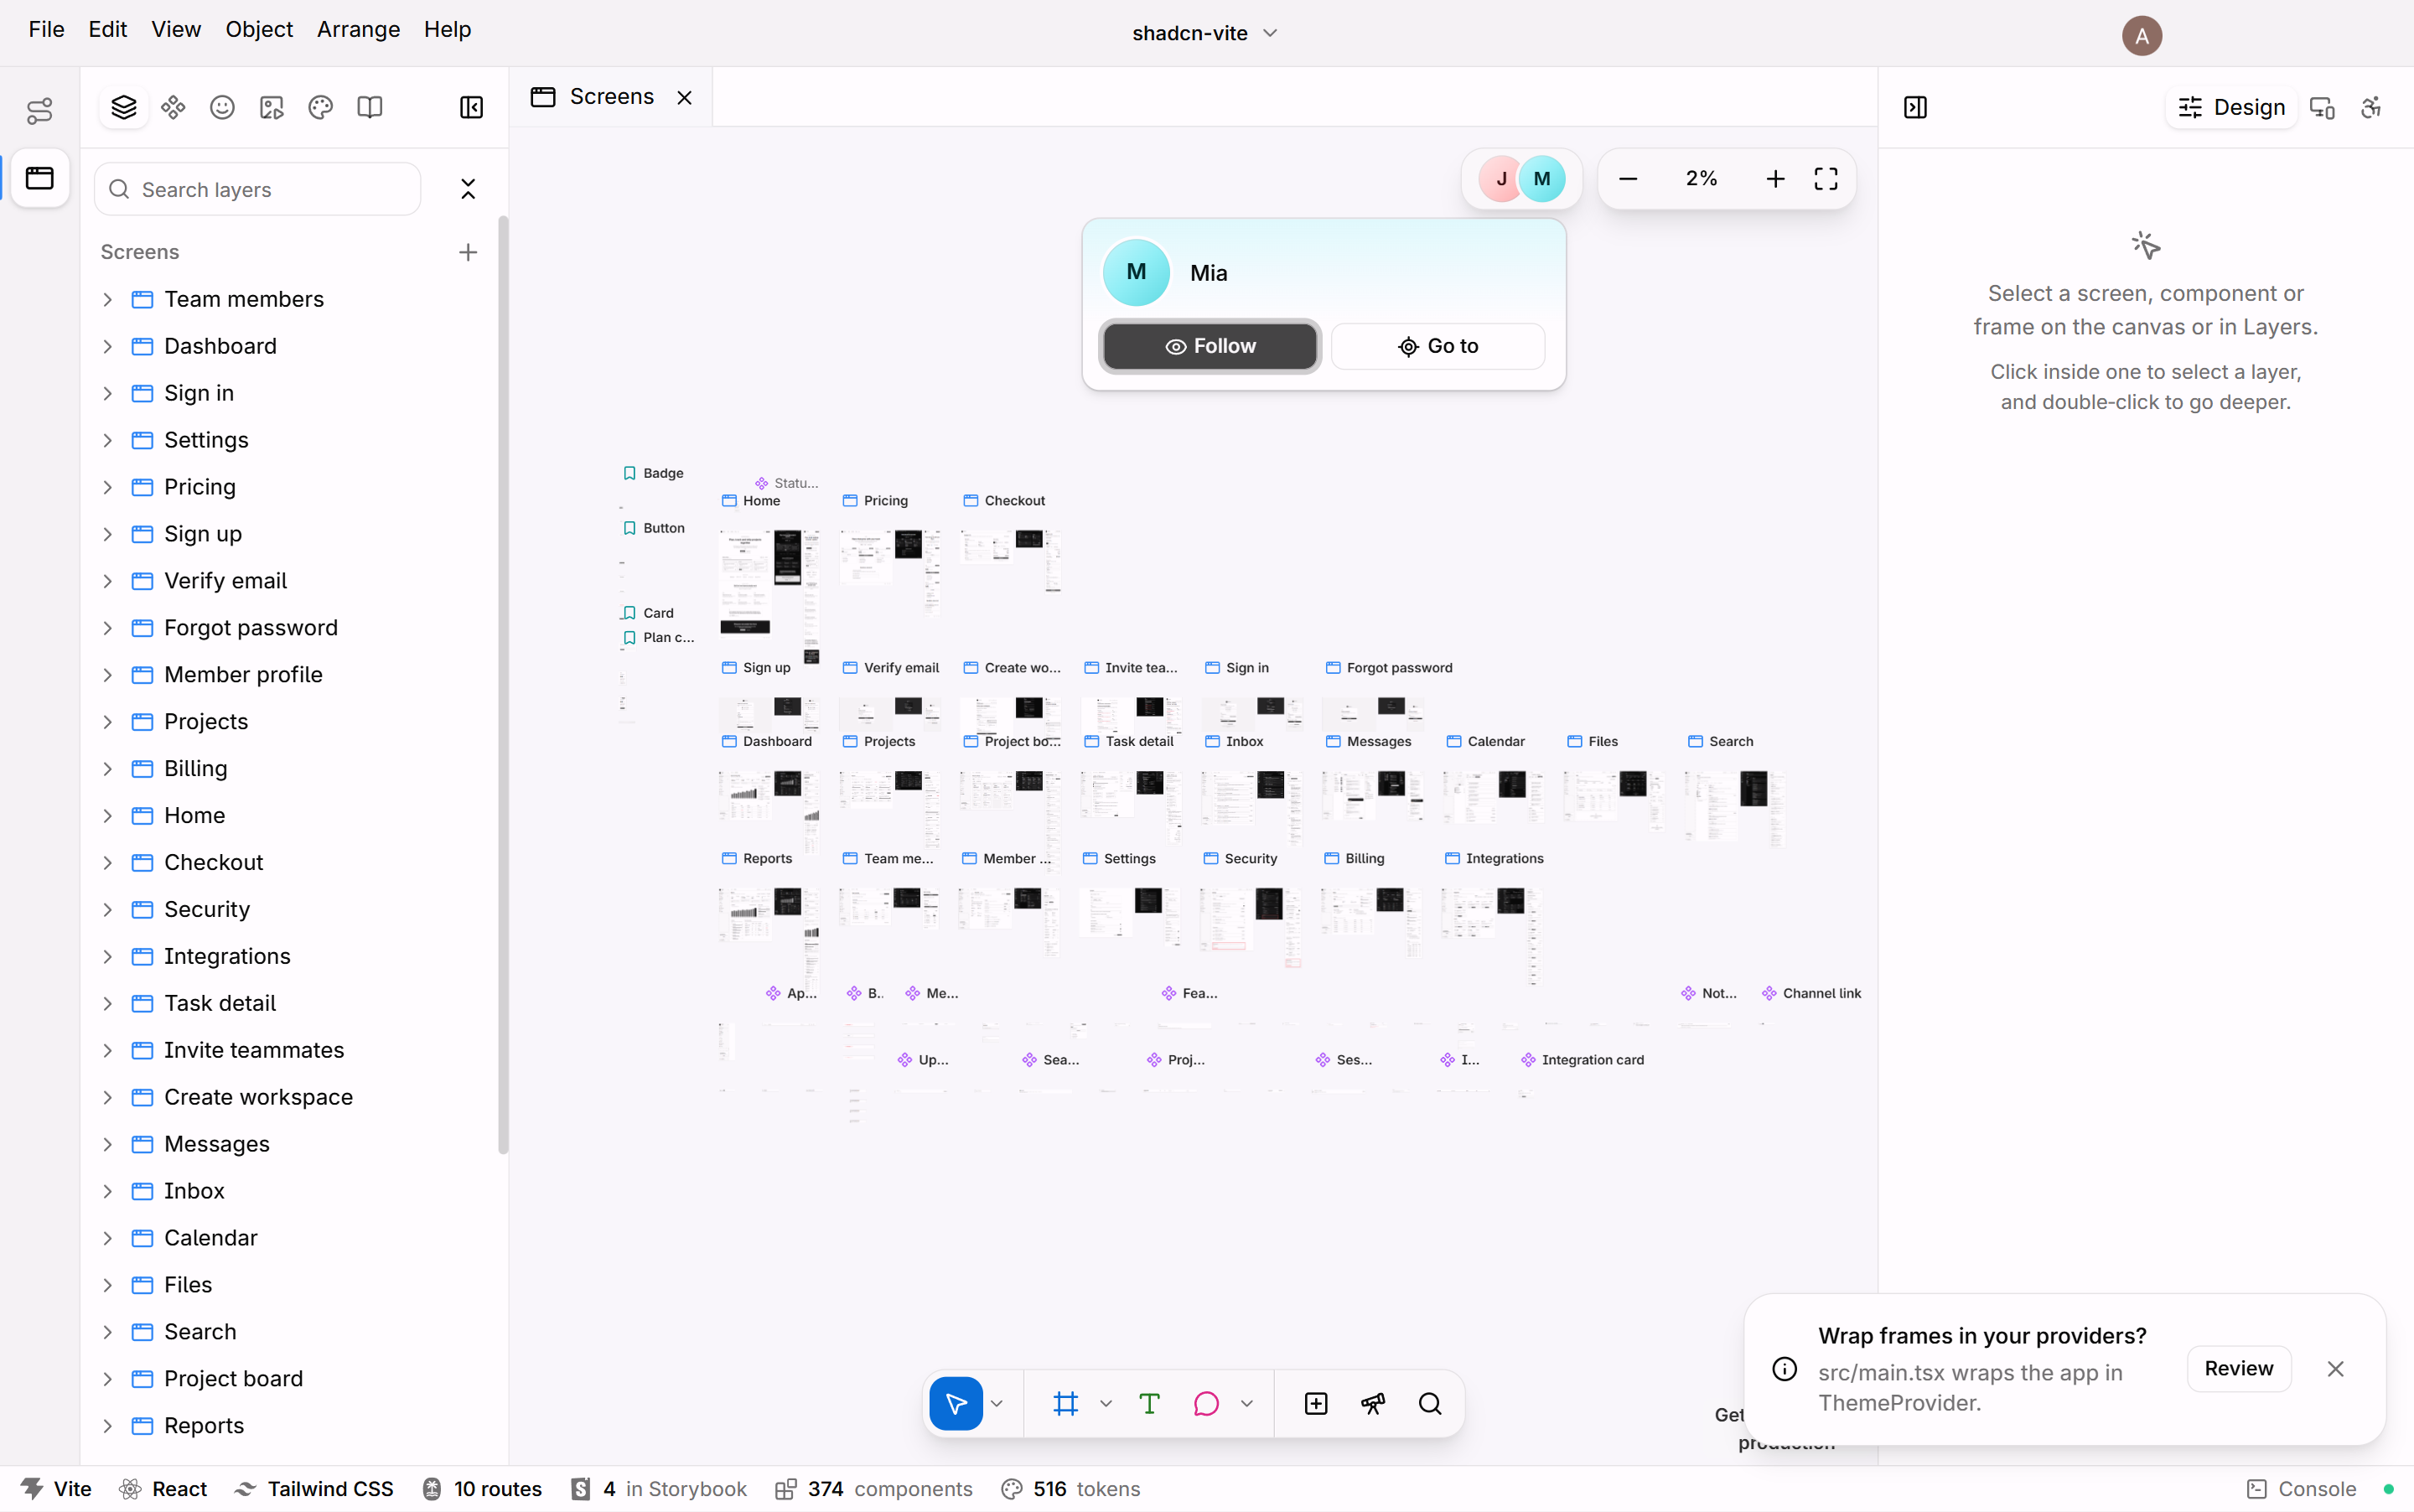 File Edit View Object Arrange Help
shadcn-vite
A
Screens
Design
Search layers
J M
2%
Screens
Team members
Dashboard
Sign in
Settings
Pricing
Sign up
Verify email
Forgot password
Member profile
Projects
Billing
Home
Checkout
Security
Integrations
Task detail
Invite teammates
Create workspace
Messages
Inbox
Calendar
Files
Search
Project board
Reports
M Mia
Follow Go to
Select a screen, component or
frame on the canvas or in Layers.
Click inside one to select a layer,
and double-click to go deeper.
Badge
Statu...
Home Pricing Checkout
Button
Card
Plan c...
Sign up Verify email Create wo... Invite tea... Sign in Forgot password
Dashboard Projects Project bo... Task detail Inbox Messages Calendar Files Search
Reports Team me... Member ... Settings Security Billing Integrations
Ap... B.. Me... Fea... Not... Channel link
Up... Sea... Proj... Ses... I... Integration card
Get
production
Wrap frames in your providers?
src/main.tsx wraps the app in
ThemeProvider.
Review
Vite React Tailwind CSS 10 routes 4 in Storybook 374 components 516 tokens Console